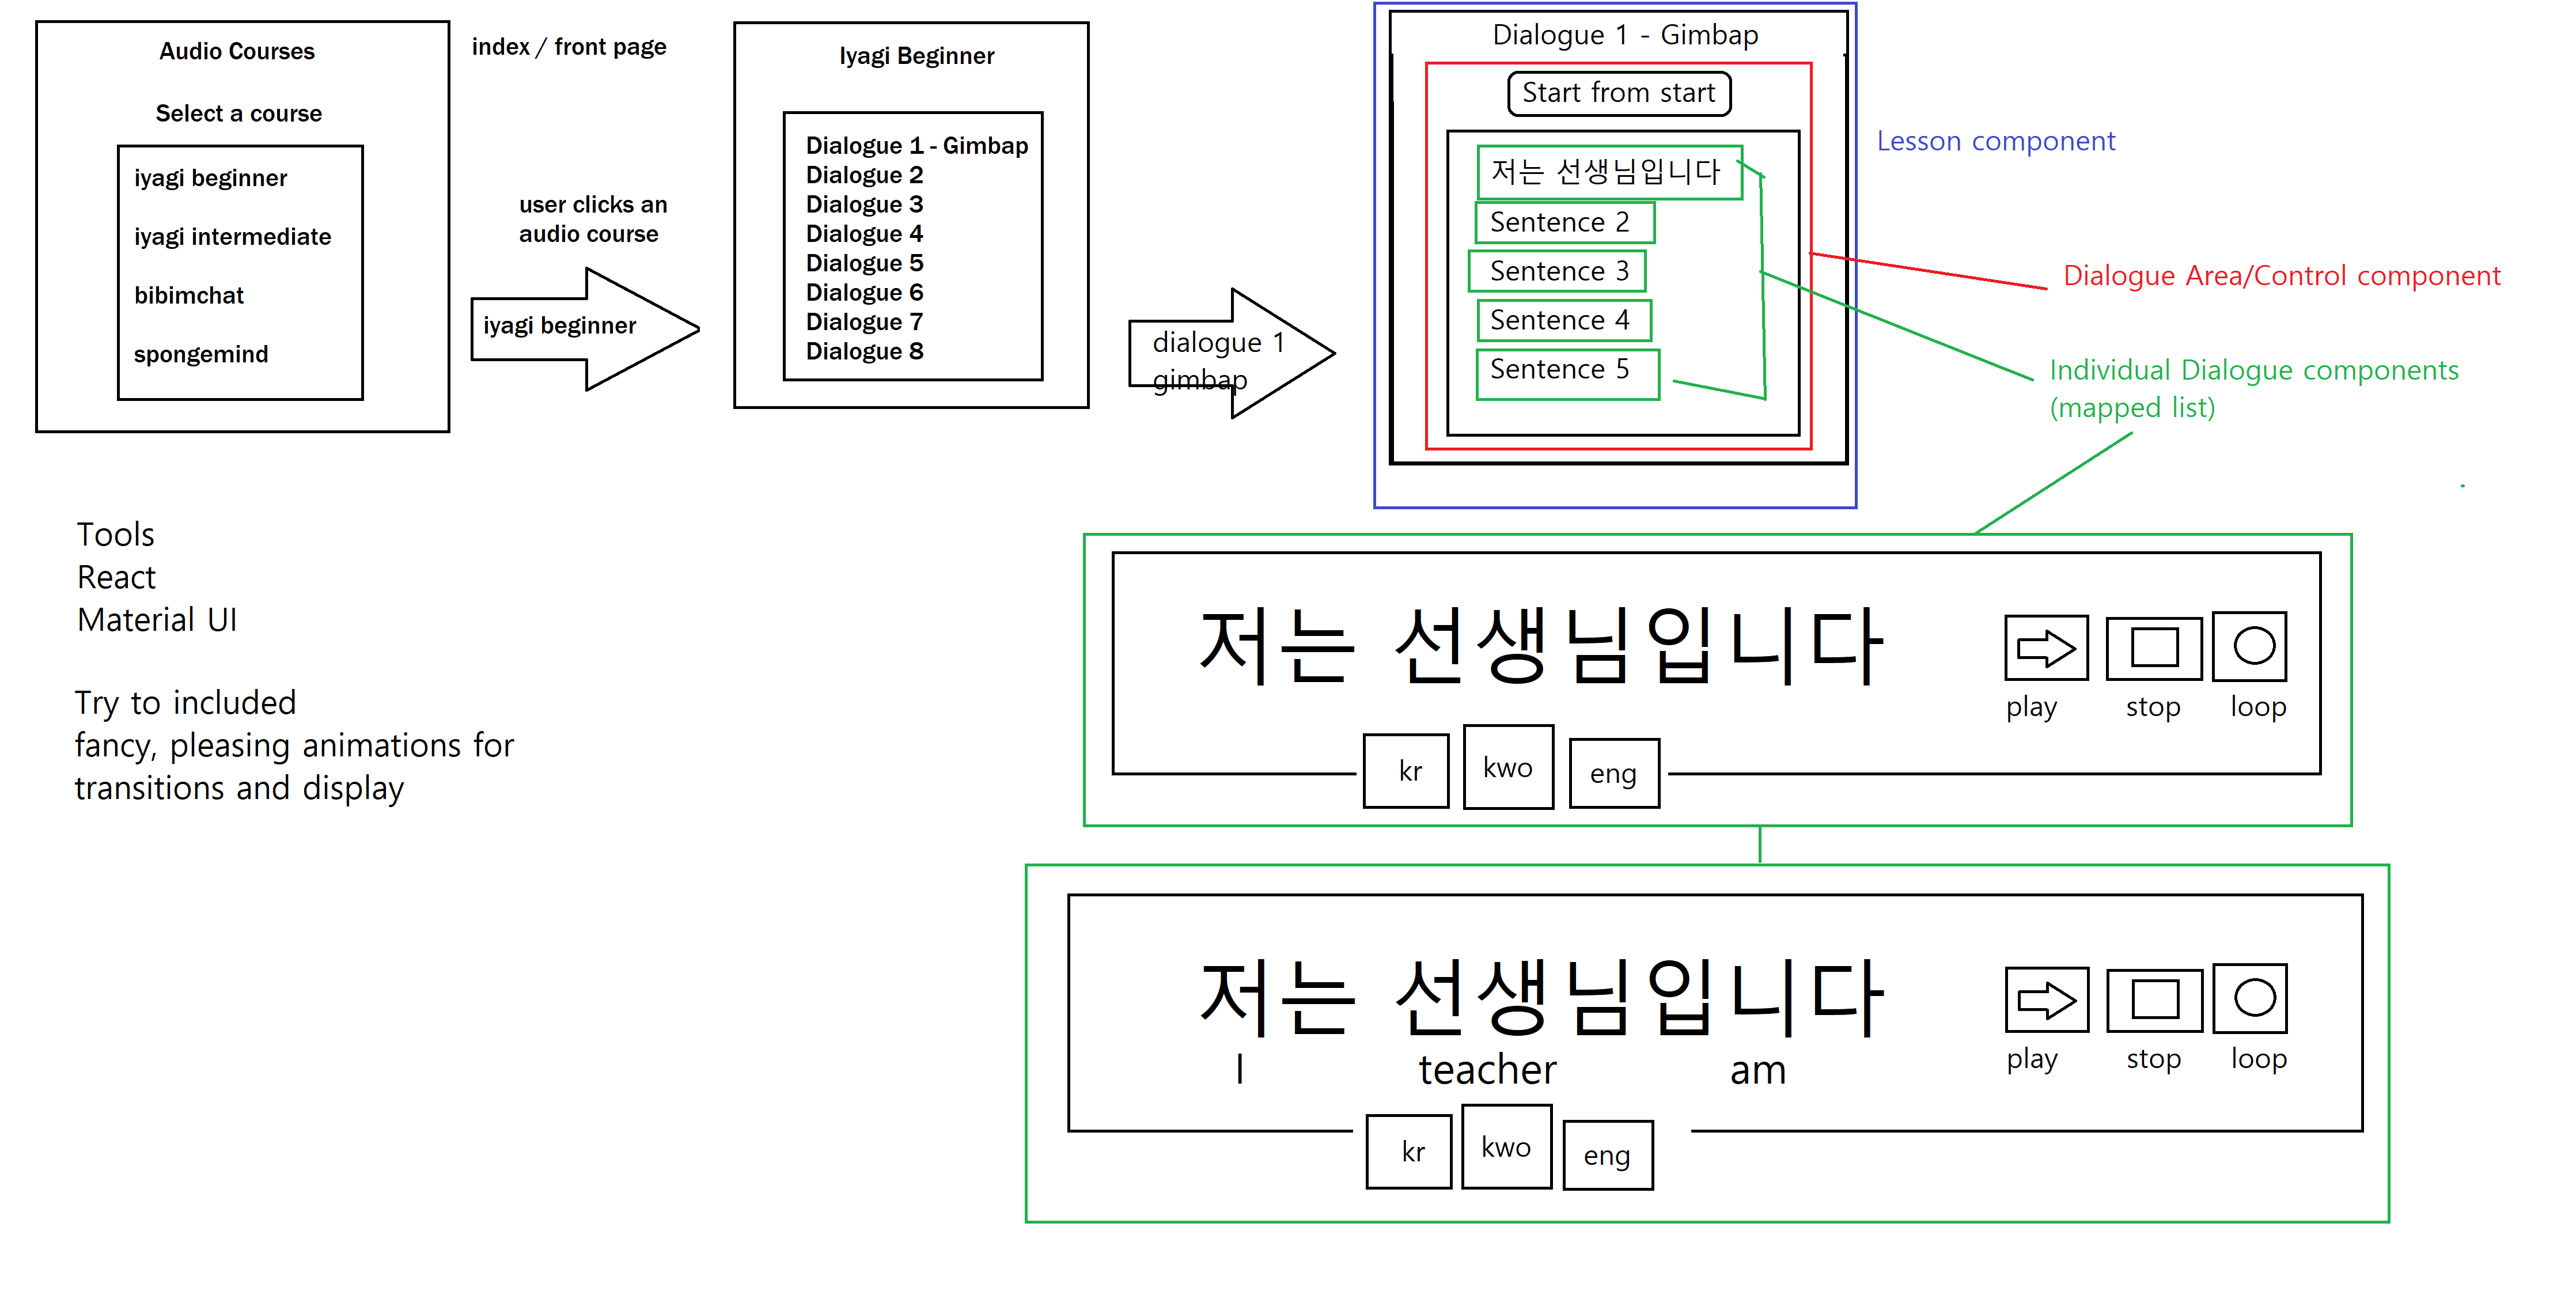 Audio Courses
Select a course
iyagi beginner
iyagi intermediate
bibimchat
spongemind
index / front page
user clicks an
audio course
iyagi beginner
Iyagi Beginner
Dialogue 1 - Gimbap
Dialogue 2
Dialogue 3
Dialogue 4
Dialogue 5
Dialogue 6
Dialogue 7
Dialogue 8
dialogue 1
gimbap
Dialogue 1 - Gimbap
Start from start
저는 선생님입니다
Sentence 2
Sentence 3
Sentence 4
Sentence 5
Lesson component
Dialogue Area/Control component
Individual Dialogue components
(mapped list)
Tools
React
Material UI
Try to included
fancy, pleasing animations for
transitions and display
저는 선생님입니다
play stop loop
kr kwo eng
저는 선생님입니다
I teacher am
play stop loop
kr kwo eng